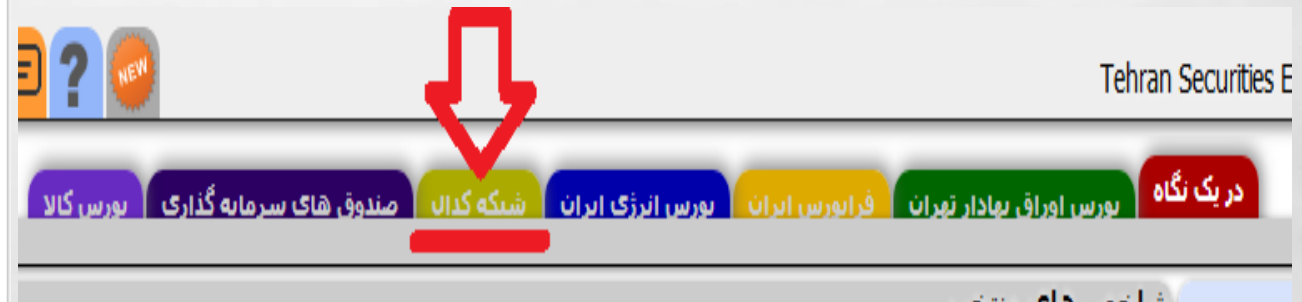 NEW
?
Tehran Securities E
در یک نگاه
بورس اوراق بهادار تهران
فرابورس ایران
بورس انرژی ایران
شبکه کدال
صندوق های سرمایه گذاری
بورس کالا